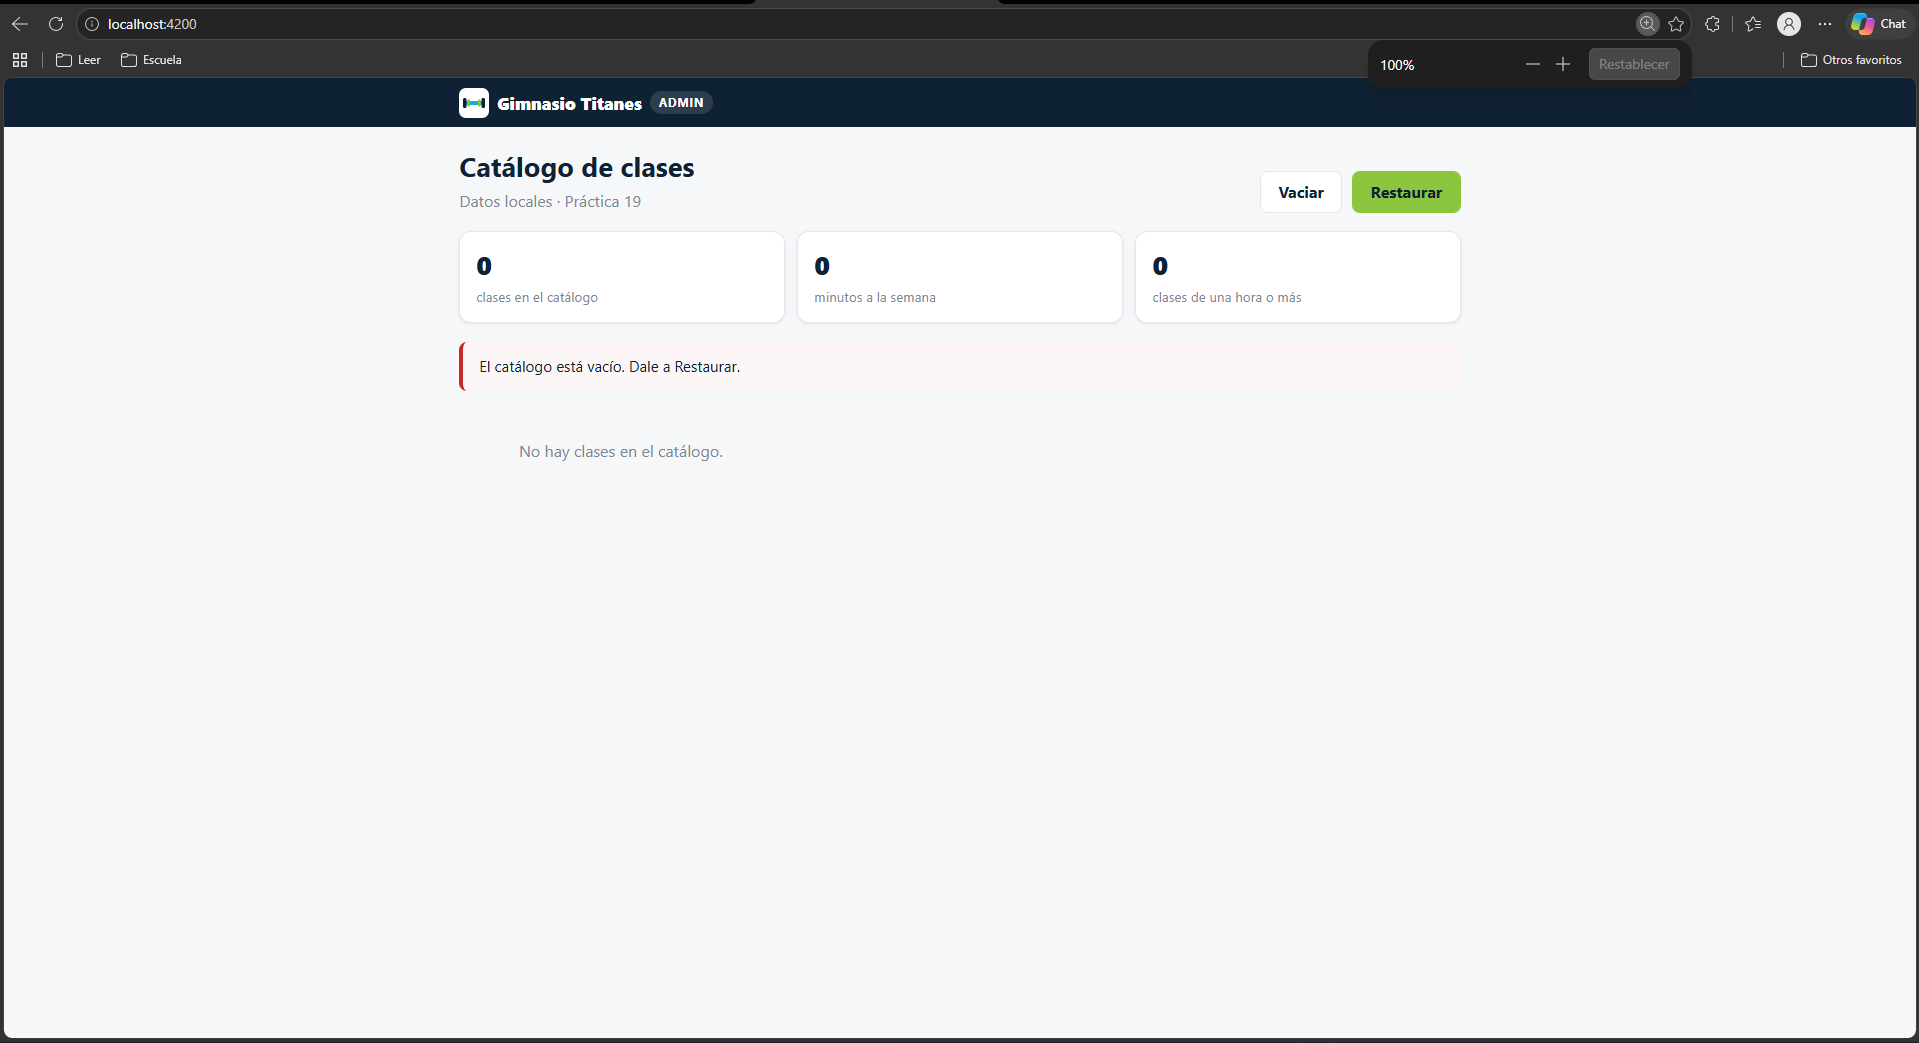 localhost:4200
Chat
Leer
Escuela
100%
Restablecer
Otros favoritos
Gimnasio Titanes
ADMIN
Catálogo de clases
Datos locales · Práctica 19
Vaciar
Restaurar
0
clases en el catálogo
0
minutos a la semana
0
clases de una hora o más
El catálogo está vacío. Dale a Restaurar.
No hay clases en el catálogo.